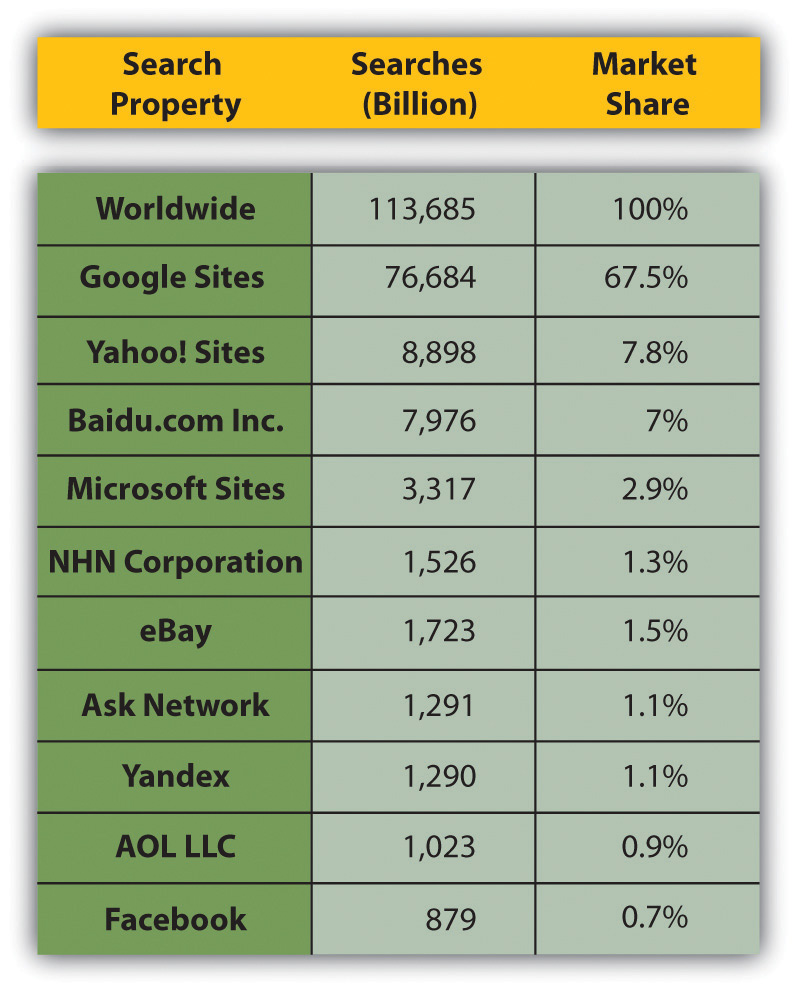 Search Property Searches (Billion) Market Share
Worldwide 113,685 100%
Google Sites 76,684 67.5%
Yahoo! Sites 8,898 7.8%
Baidu.com Inc. 7,976 7%
Microsoft Sites 3,317 2.9%
NHN Corporation 1,526 1.3%
eBay 1,723 1.5%
Ask Network 1,291 1.1%
Yandex 1,290 1.1%
AOL LLC 1,023 0.9%
Facebook 879 0.7%